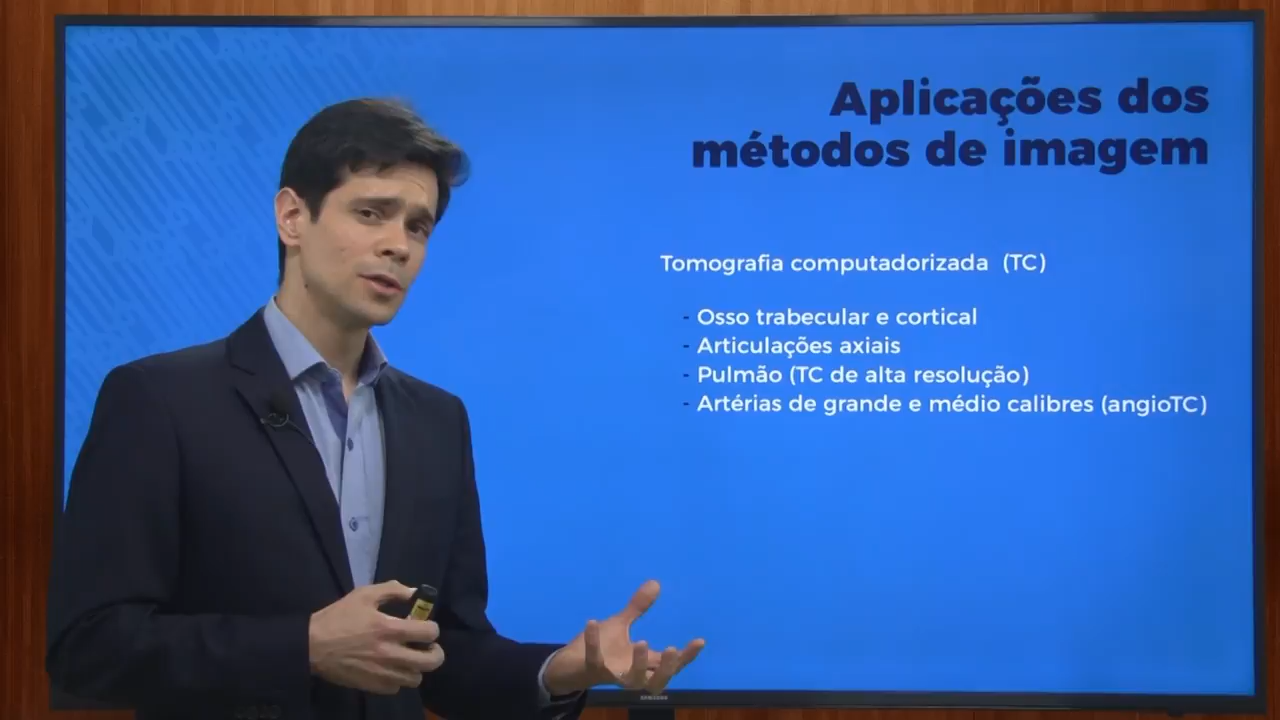 Aplicações dos
métodos de imagem
Tomografia computadorizada (TC)
- Osso trabecular e cortical
- Articulações axiais
- Pulmão (TC de alta resolução)
- Artérias de grande e médio calibres (angioTC)
SAMSUNG